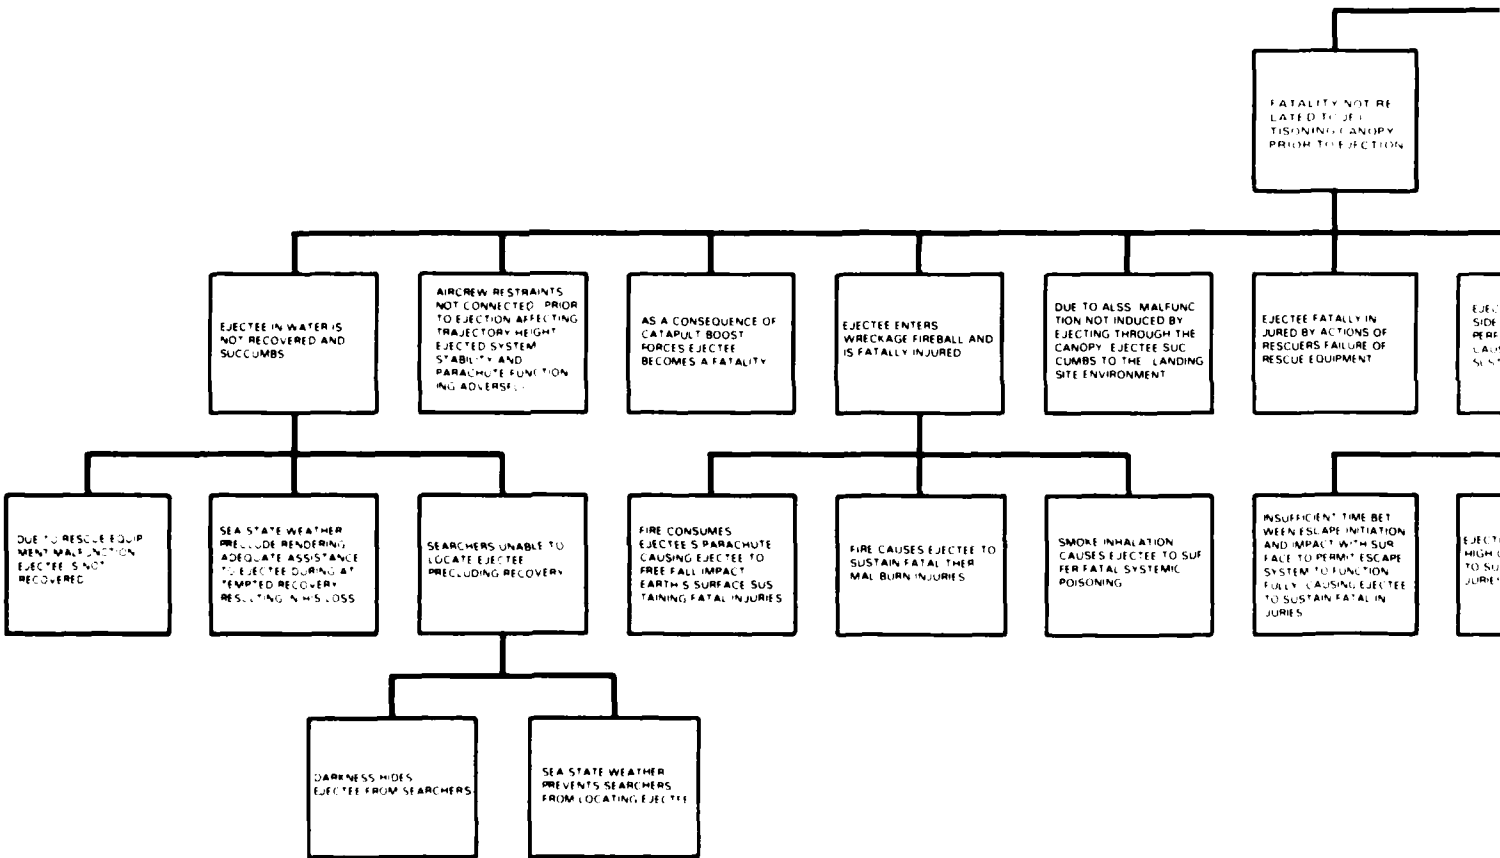 FATALITY NOT RE
LATED TO JET
TISONING CANOPY
PRIOR TO EJECTION
EJECTEE IN WATER IS
NOT RECOVERED AND
SUCCUMBS
AIRCREW RESTRAINTS
NOT CONNECTED PRIOR
TO EJECTION AFFECTING
TRAJECTORY HEIGHT
EJECTED SYSTEM
STABILITY AND
PARACHUTE FUNCTION
ING ADVERSELY
AS A CONSEQUENCE OF
CATAPULT BOOST
FORCES EJECTEE
BECOMES A FATALITY
EJECTEE ENTERS
WRECKAGE FIREBALL AND
IS FATALLY INJURED
DUE TO ALSS MALFUNC
TION NOT INDUCED BY
EJECTING THROUGH THE
CANOPY EJECTEE SUC
CUMBS TO THE LANDING
SITE ENVIRONMENT
EJECTEE FATALLY IN
JURED BY ACTIONS OF
RESCUERS FAILURE OF
RESCUE EQUIPMENT
EJEC
SIDE
PERF
CAUS
SUST
DUE TO RESCUE EQUIP
MENT MALFUNCTION
EJECTEE IS NOT
RECOVERED
SEA STATE WEATHER
PRECLUDE RENDERING
ADEQUATE ASSISTANCE
TO EJECTEE DURING AT
TEMPTED RECOVERY
RESULTING IN HIS LOSS
SEARCHERS UNABLE TO
LOCATE EJECTEE
PRECLUDING RECOVERY
FIRE CONSUMES
EJECTEE S PARACHUTE
CAUSING EJECTEE TO
FREE FALL IMPACT
EARTH S SURFACE SUS
TAINING FATAL INJURIES
FIRE CAUSES EJECTEE TO
SUSTAIN FATAL THER
MAL BURN INJURIES
SMOKE INHALATION
CAUSES EJECTEE TO SUF
FER FATAL SYSTEMIC
POISONING
INSUFFICIENT TIME BET
WEEN ESCAPE INITIATION
AND IMPACT WITH SUR
FACE TO PERMIT ESCAPE
SYSTEM TO FUNCTION
FULLY CAUSING EJECTEE
TO SUSTAIN FATAL IN
JURIES
EJECTE
HIGH
TO SU
JURIE
DARKNESS HIDES
EJECTEE FROM SEARCHERS
SEA STATE WEATHER
PREVENTS SEARCHERS
FROM LOCATING EJECTEE